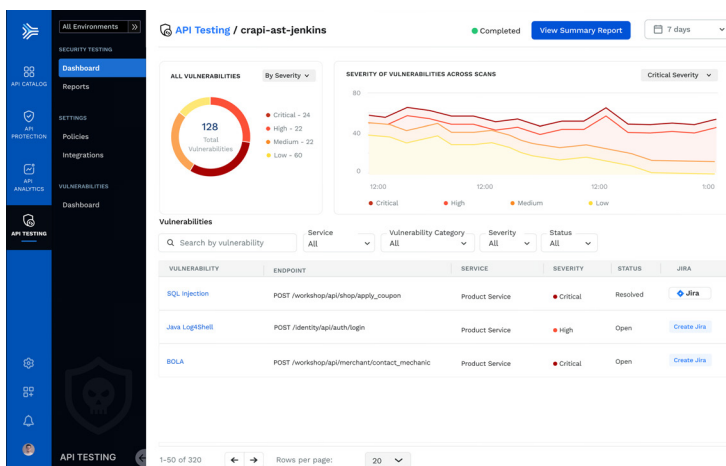 All Environments
SECURITY TESTING
Dashboard
Reports
SETTINGS
Policies
Integrations
VULNERABILITIES
Dashboard
API CATALOG
API
PROTECTION
API
ANALYTICS
API TESTING
API TESTING
API Testing / crapi-ast-jenkins
Completed
View Summary Report
7 days
ALL VULNERABILITIES
By Severity
128
Total
Vulnerabilities
Critical - 24
High - 22
Medium - 22
Low - 60
SEVERITY OF VULNERABILITIES ACROSS SCANS
Critical Severity
80
40
0
12:00 12:00 12:00 1:00
Critical High Medium Low
Vulnerabilities
Search by vulnerability
Service
All
Vulnerability Category
All
Severity
All
Status
All
VULNERABILITY ENDPOINT SERVICE SEVERITY STATUS JIRA
SQL Injection POST /workshop/api/shop/apply_coupon Product Service Critical Resolved Jira
Java Log4Shell POST /identity/api/auth/login Product Service High Open Create Jira
BOLA POST /workshop/api/merchant/contact_mechanic Product Service Critical Open Create Jira
1-50 of 320 Rows per page: 20